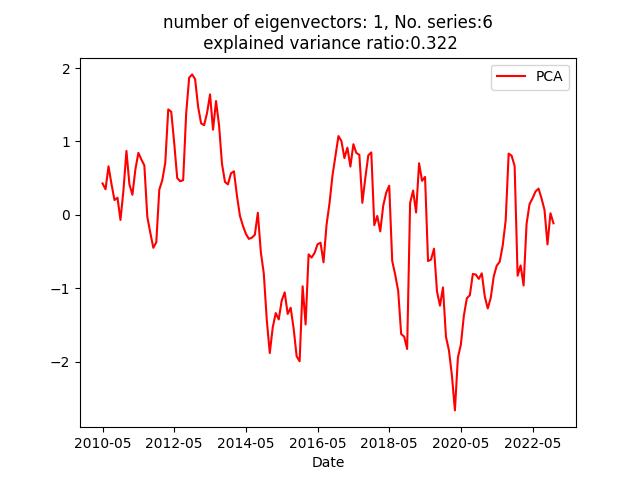 number of eigenvectors: 1, No. series:6
explained variance ratio:0.322
PCA
2
1
0
−1
−2
2010-05 2012-05 2014-05 2016-05 2018-05 2020-05 2022-05
Date